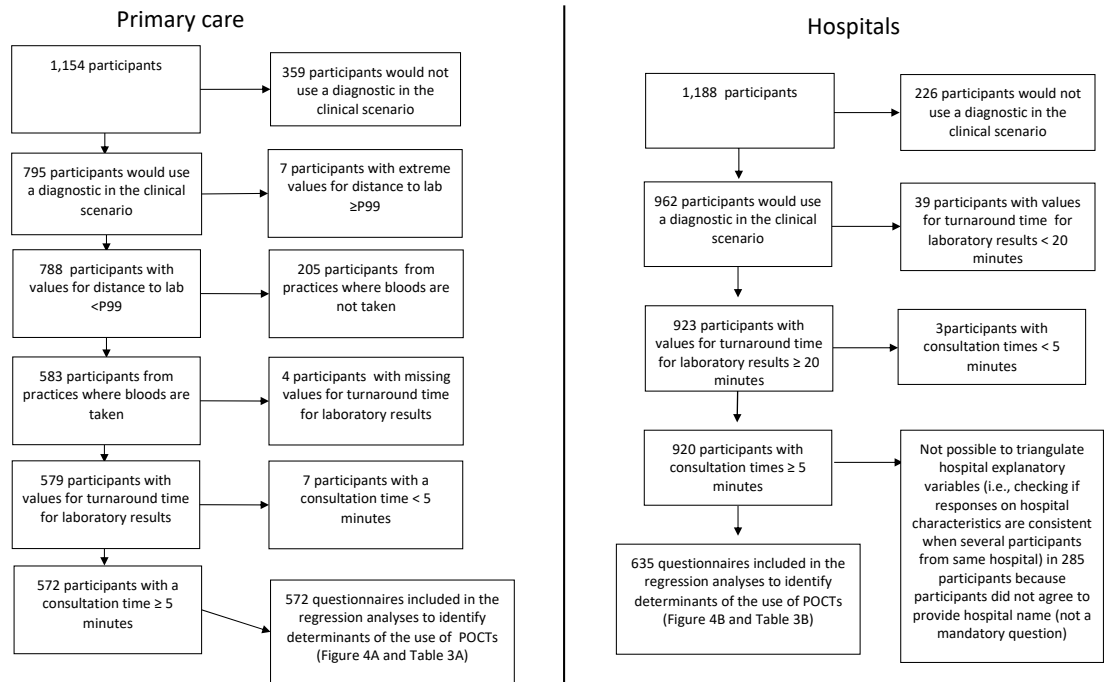 Primary care
1,154 participants
359 participants would not
use a diagnostic in the
clinical scenario
795 participants would use
a diagnostic in the clinical
scenario
7 participants with extreme
values for distance to lab
≥P99
788 participants with
values for distance to lab
<P99
205 participants from
practices where bloods are
not taken
583 participants from
practices where bloods are
taken
4 participants with missing
values for turnaround time
for laboratory results
579 participants with
values for turnaround time
for laboratory results
7 participants with a
consultation time < 5
minutes
572 participants with a
consultation time ≥ 5
minutes
572 questionnaires included in the
regression analyses to identify
determinants of the use of POCTs
(Figure 4A and Table 3A)
Hospitals
1,188 participants
226 participants would not
use a diagnostic in the
clinical scenario
962 participants would use
a diagnostic in the clinical
scenario
39 participants with values
for turnaround time for
laboratory results < 20
minutes
923 participants with
values for turnaround time
for laboratory results ≥ 20
minutes
3participants with
consultation times < 5
minutes
920 participants with
consultation times ≥ 5
minutes
Not possible to triangulate
hospital explanatory
variables (i.e., checking if
responses on hospital
characteristics are consistent
when several participants
from same hospital) in 285
participants because
participants did not agree to
provide hospital name (not a
mandatory question)
635 questionnaires included in the
regression analyses to identify
determinants of the use of POCTs
(Figure 4B and Table 3B)